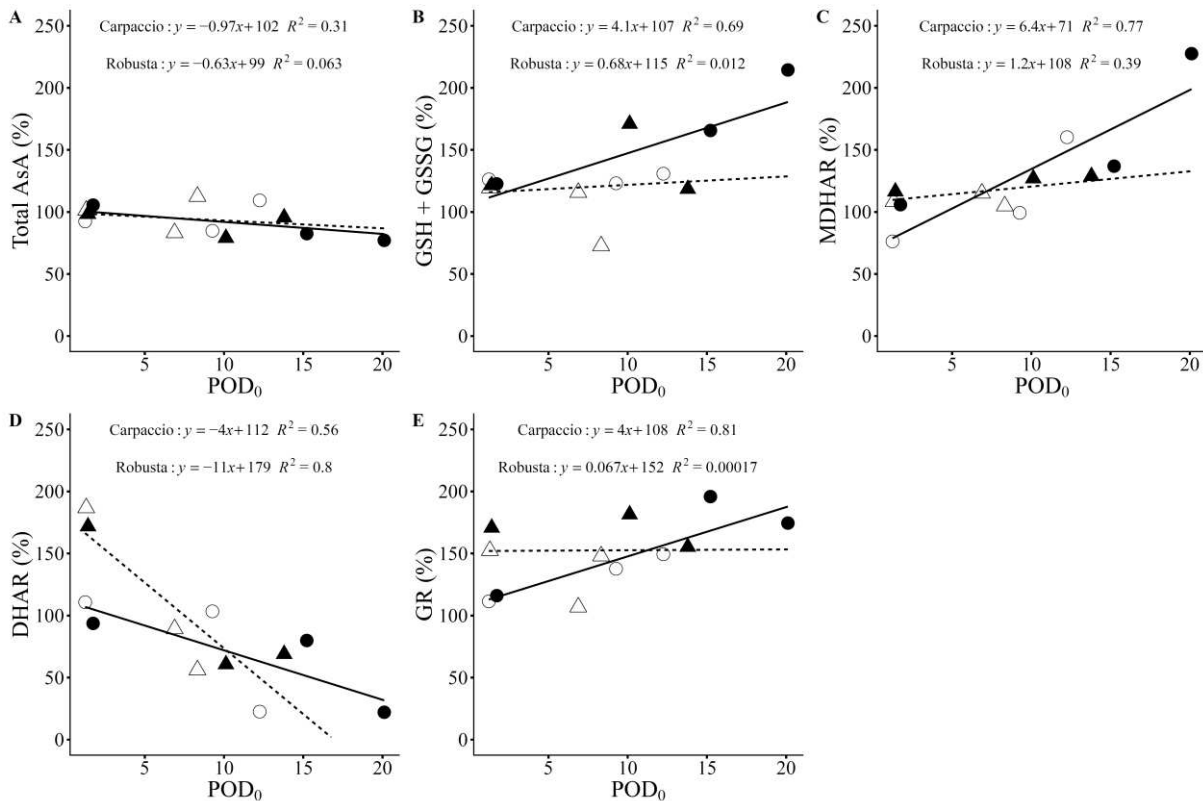 A
Carpaccio : y = −0.97x+102 R² = 0.31
Robusta : y = −0.63x+99 R² = 0.063
250
200
150
100
50
0
Total AsA (%)
5 10 15 20
POD₀
B
Carpaccio : y = 4.1x+107 R² = 0.69
Robusta : y = 0.68x+115 R² = 0.012
250
200
150
100
50
0
GSH + GSSG (%)
5 10 15 20
POD₀
C
Carpaccio : y = 6.4x+71 R² = 0.77
Robusta : y = 1.2x+108 R² = 0.39
250
200
150
100
50
0
MDHAR (%)
5 10 15 20
POD₀
D
Carpaccio : y = −4x+112 R² = 0.56
Robusta : y = −11x+179 R² = 0.8
250
200
150
100
50
0
DHAR (%)
5 10 15 20
POD₀
E
Carpaccio : y = 4x+108 R² = 0.81
Robusta : y = 0.067x+152 R² = 0.00017
250
200
150
100
50
0
GR (%)
5 10 15 20
POD₀